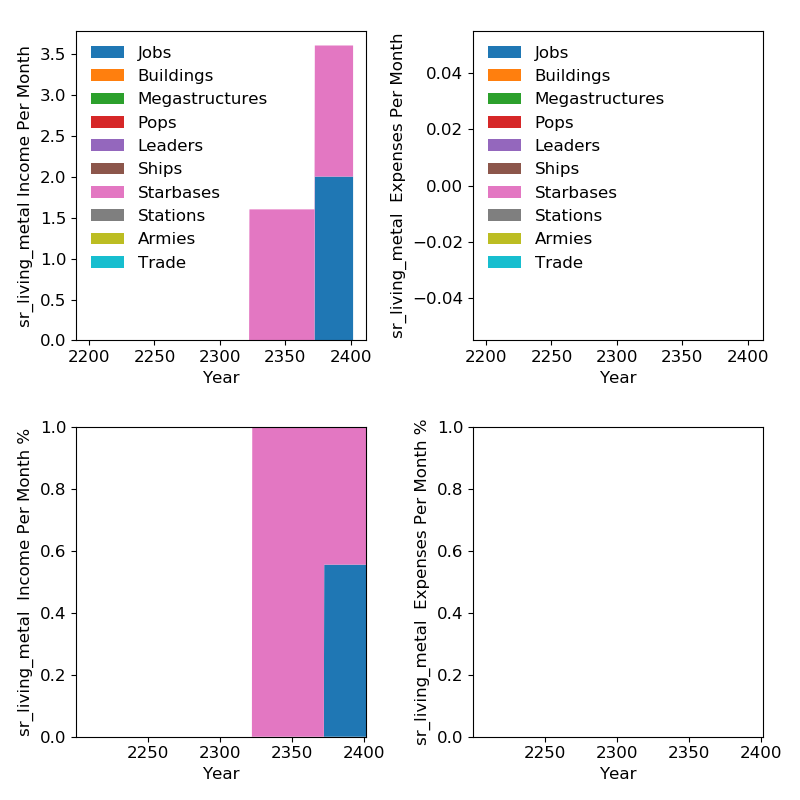 sr_living_metal Income Per Month
3.5
3.0
2.5
2.0
1.5
1.0
0.5
0.0
Jobs
Buildings
Megastructures
Pops
Leaders
Ships
Starbases
Stations
Armies
Trade
2200 2250 2300 2350 2400
Year
sr_living_metal  Expenses Per Month
0.04
0.02
0.00
−0.02
−0.04
Jobs
Buildings
Megastructures
Pops
Leaders
Ships
Starbases
Stations
Armies
Trade
2200 2250 2300 2350 2400
Year
sr_living_metal  Income Per Month %
1.0
0.8
0.6
0.4
0.2
0.0
2250 2300 2350 2400
Year
sr_living_metal  Expenses Per Month %
1.0
0.8
0.6
0.4
0.2
0.0
2250 2300 2350 2400
Year